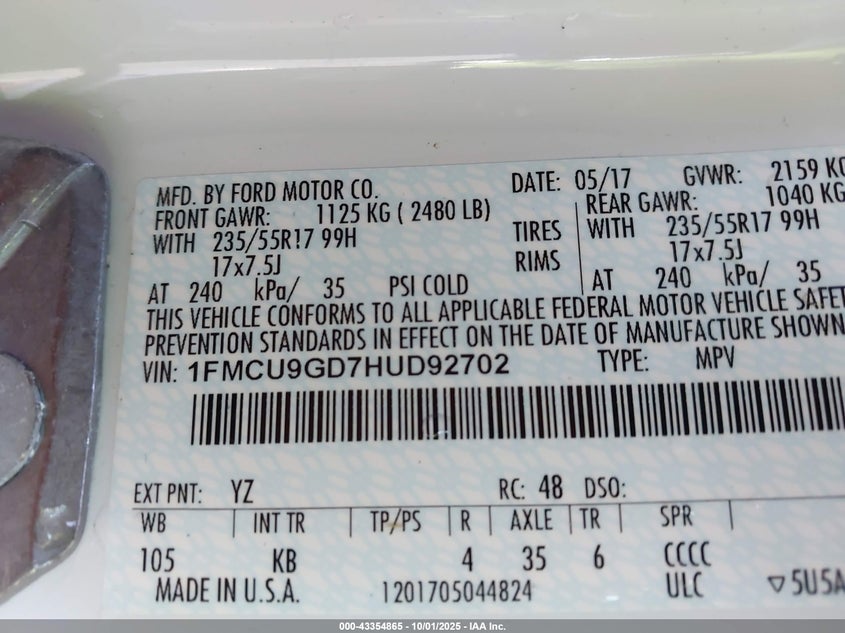 MFD. BY FORD MOTOR CO. DATE: 05/17 GVWR: 2159 KG
FRONT GAWR: 1125 KG ( 2480 LB) REAR GAWR: 1040 KG
WITH 235/55R17 99H TIRES WITH 235/55R17 99H
17x7.5J RIMS 17x7.5J
AT 240 kPa/ 35 PSI COLD AT 240 kPa/ 35
THIS VEHICLE CONFORMS TO ALL APPLICABLE FEDERAL MOTOR VEHICLE SAFET
PREVENTION STANDARDS IN EFFECT ON THE DATE OF MANUFACTURE SHOWN
VIN: 1FMCU9GD7HUD92702 TYPE: MPV
EXT PNT: YZ RC: 48 DSO:
WB INT TR TP/PS R AXLE TR SPR
105 KB 4 35 6 CCCC
MADE IN U.S.A. 1201705044824 ULC ▽5U5A
000-43354865 - 10/01/2025 - IAA Inc.